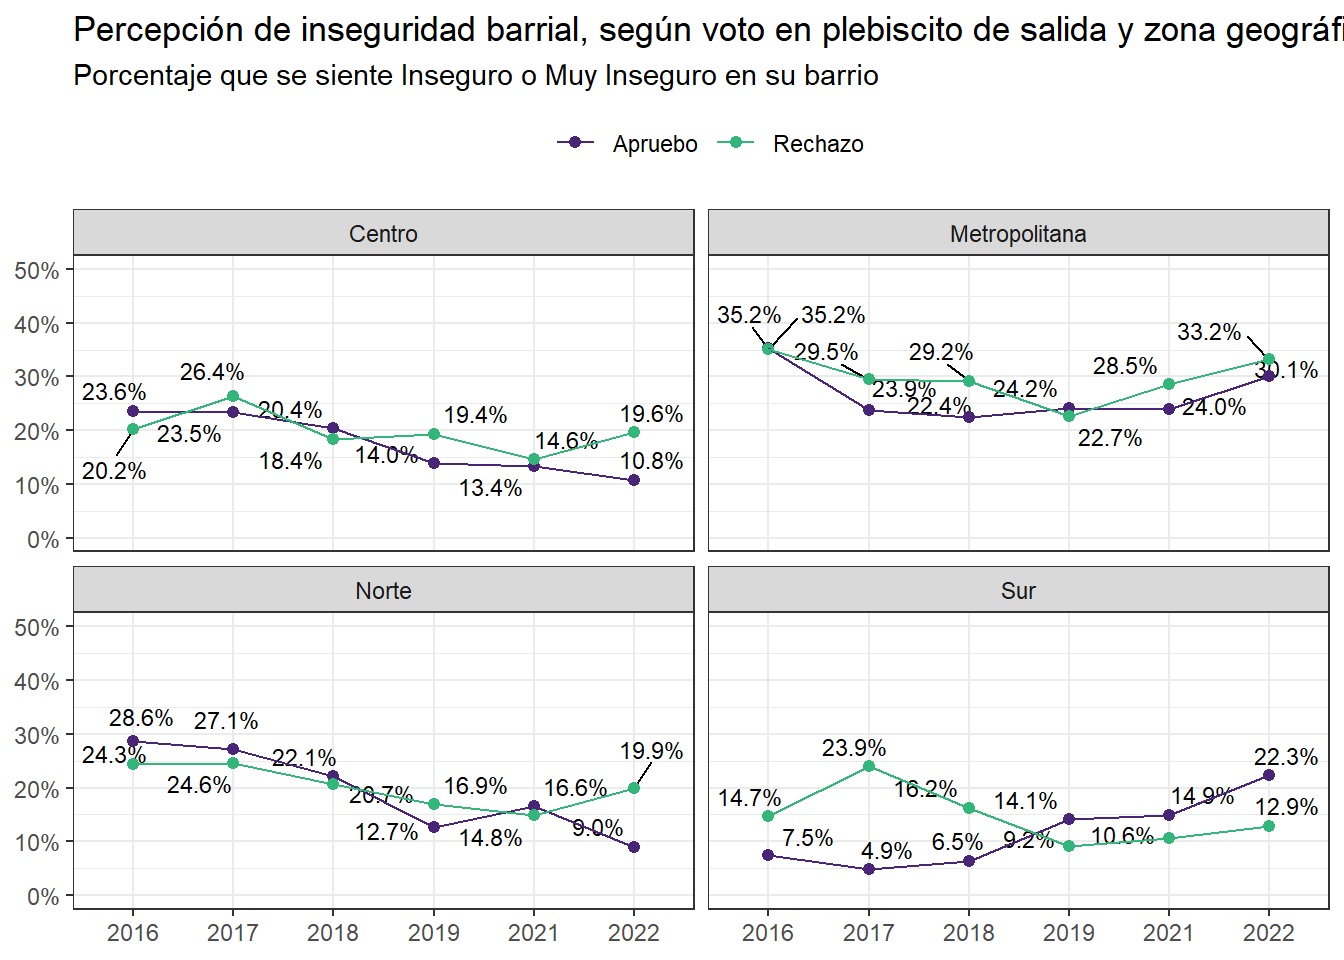 Percepción de inseguridad barrial, según voto en plebiscito de salida y zona geográfi
Porcentaje que se siente Inseguro o Muy Inseguro en su barrio
Apruebo Rechazo
Centro
50%
40%
30%
20%
10%
0%
26.4%
23.6%
20.4%
19.4%
19.6%
23.5%
14.6%
14.0%
18.4%
10.8%
20.2%
13.4%
Metropolitana
35.2% 35.2%
33.2%
29.5% 29.2%
28.5%
30.1%
23.9% 24.2%
22.4% 24.0%
22.7%
Norte
50%
40%
30%
20%
10%
0%
28.6% 27.1%
24.3% 22.1% 19.9%
24.6% 16.9% 16.6%
20.7%
12.7% 14.8% 9.0%
2016 2017 2018 2019 2021 2022
Sur
23.9% 22.3%
14.7% 16.2% 14.1% 14.9% 12.9%
7.5% 6.5% 9.2% 10.6%
4.9%
2016 2017 2018 2019 2021 2022